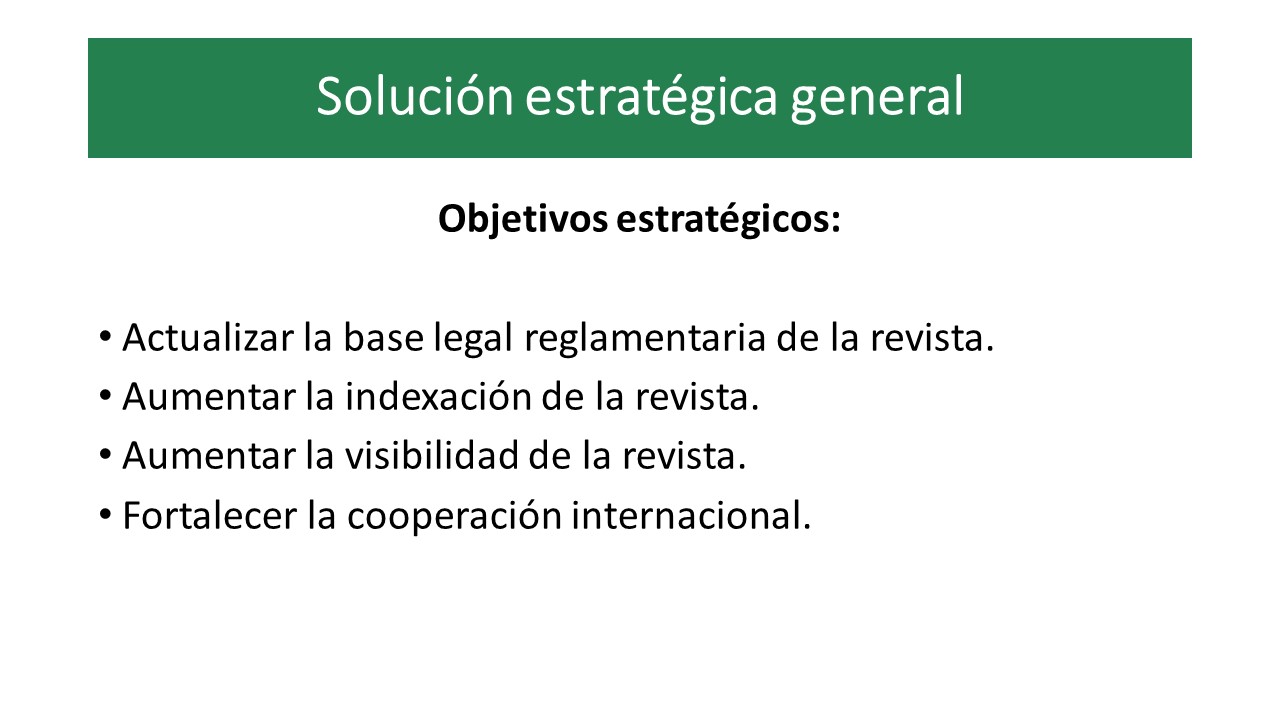 Solución estratégica general
Objetivos estratégicos:
• Actualizar la base legal reglamentaria de la revista.
• Aumentar la indexación de la revista.
• Aumentar la visibilidad de la revista.
• Fortalecer la cooperación internacional.